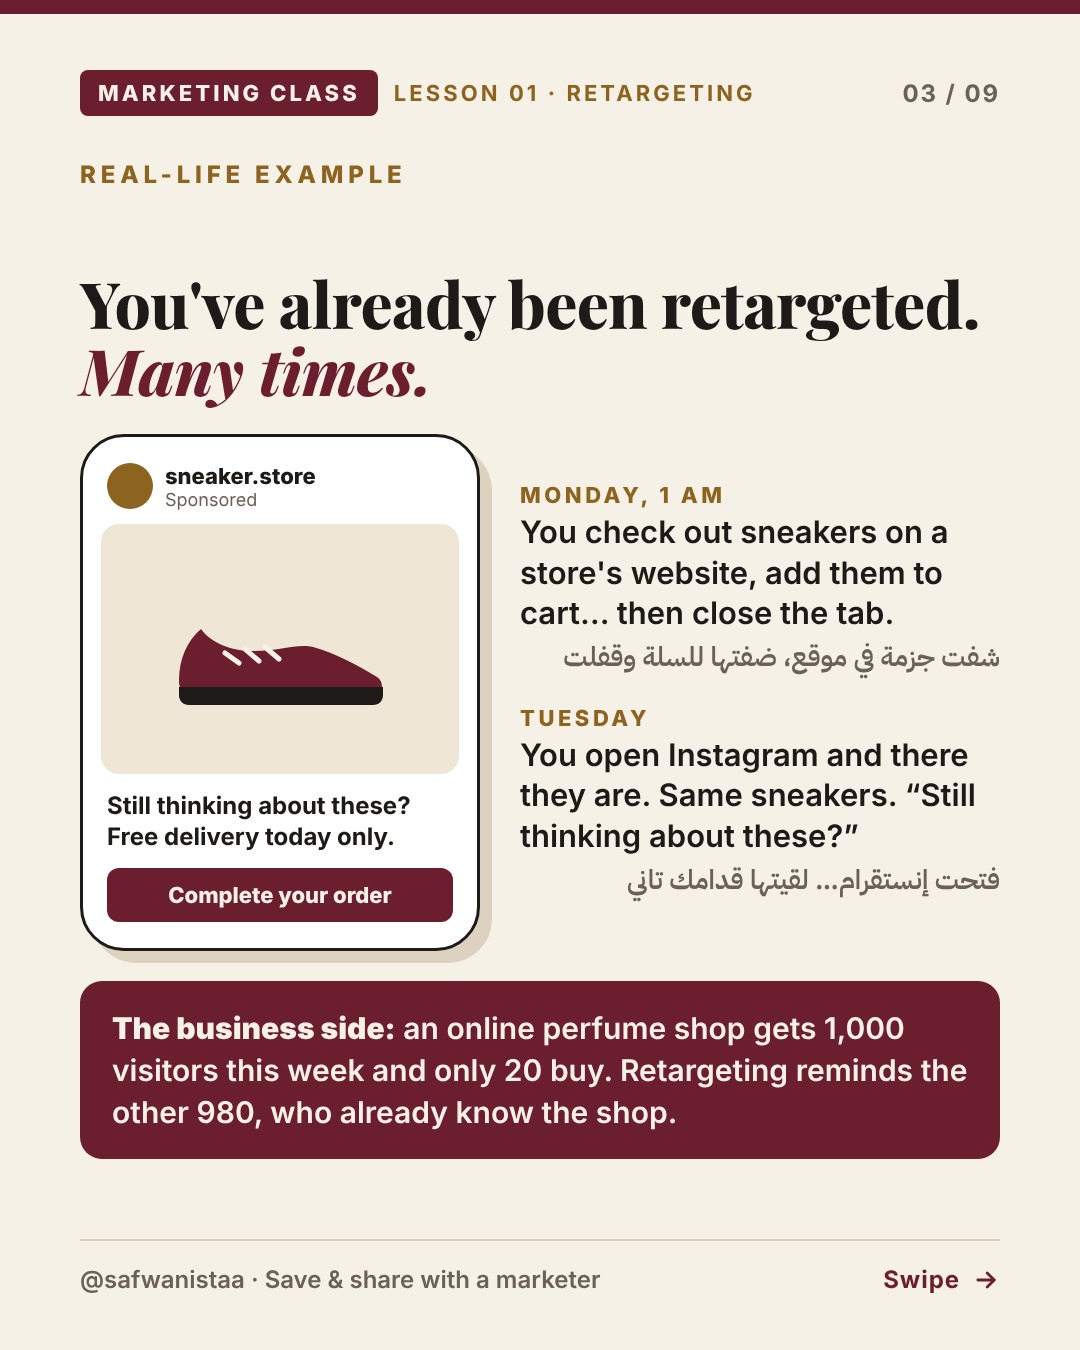 MARKETING CLASS
LESSON 01 · RETARGETING
03 / 09
REAL-LIFE EXAMPLE
You've already been retargeted.
Many times.
sneaker.store
Sponsored
Still thinking about these?
Free delivery today only.
Complete your order
MONDAY, 1 AM
You check out sneakers on a
store's website, add them to
cart... then close the tab.
شفت جزمة في موقع، ضفتها للسلة وقفلت
TUESDAY
You open Instagram and there
they are. Same sneakers. “Still
thinking about these?”
فتحت إنستقرام... لقيتها قدامك تاني
The business side: an online perfume shop gets 1,000
visitors this week and only 20 buy. Retargeting reminds the
other 980, who already know the shop.
@safwanistaa · Save & share with a marketer
Swipe →